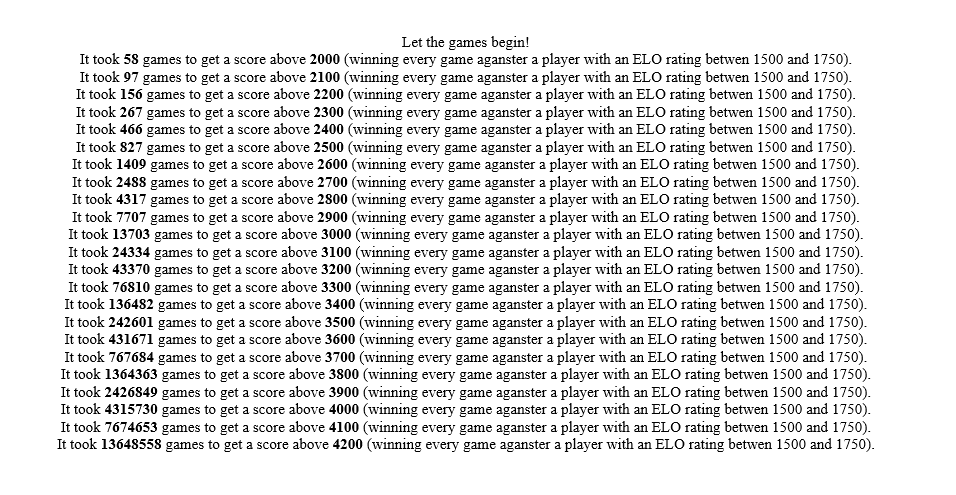 Let the games begin!
It took 58 games to get a score above 2000 (winning every game aganster a player with an ELO rating betwen 1500 and 1750).
It took 97 games to get a score above 2100 (winning every game aganster a player with an ELO rating betwen 1500 and 1750).
It took 156 games to get a score above 2200 (winning every game aganster a player with an ELO rating betwen 1500 and 1750).
It took 267 games to get a score above 2300 (winning every game aganster a player with an ELO rating betwen 1500 and 1750).
It took 466 games to get a score above 2400 (winning every game aganster a player with an ELO rating betwen 1500 and 1750).
It took 827 games to get a score above 2500 (winning every game aganster a player with an ELO rating betwen 1500 and 1750).
It took 1409 games to get a score above 2600 (winning every game aganster a player with an ELO rating betwen 1500 and 1750).
It took 2488 games to get a score above 2700 (winning every game aganster a player with an ELO rating betwen 1500 and 1750).
It took 4317 games to get a score above 2800 (winning every game aganster a player with an ELO rating betwen 1500 and 1750).
It took 7707 games to get a score above 2900 (winning every game aganster a player with an ELO rating betwen 1500 and 1750).
It took 13703 games to get a score above 3000 (winning every game aganster a player with an ELO rating betwen 1500 and 1750).
It took 24334 games to get a score above 3100 (winning every game aganster a player with an ELO rating betwen 1500 and 1750).
It took 43370 games to get a score above 3200 (winning every game aganster a player with an ELO rating betwen 1500 and 1750).
It took 76810 games to get a score above 3300 (winning every game aganster a player with an ELO rating betwen 1500 and 1750).
It took 136482 games to get a score above 3400 (winning every game aganster a player with an ELO rating betwen 1500 and 1750).
It took 242601 games to get a score above 3500 (winning every game aganster a player with an ELO rating betwen 1500 and 1750).
It took 431671 games to get a score above 3600 (winning every game aganster a player with an ELO rating betwen 1500 and 1750).
It took 767684 games to get a score above 3700 (winning every game aganster a player with an ELO rating betwen 1500 and 1750).
It took 1364363 games to get a score above 3800 (winning every game aganster a player with an ELO rating betwen 1500 and 1750).
It took 2426849 games to get a score above 3900 (winning every game aganster a player with an ELO rating betwen 1500 and 1750).
It took 4315730 games to get a score above 4000 (winning every game aganster a player with an ELO rating betwen 1500 and 1750).
It took 7674653 games to get a score above 4100 (winning every game aganster a player with an ELO rating betwen 1500 and 1750).
It took 13648558 games to get a score above 4200 (winning every game aganster a player with an ELO rating betwen 1500 and 1750).